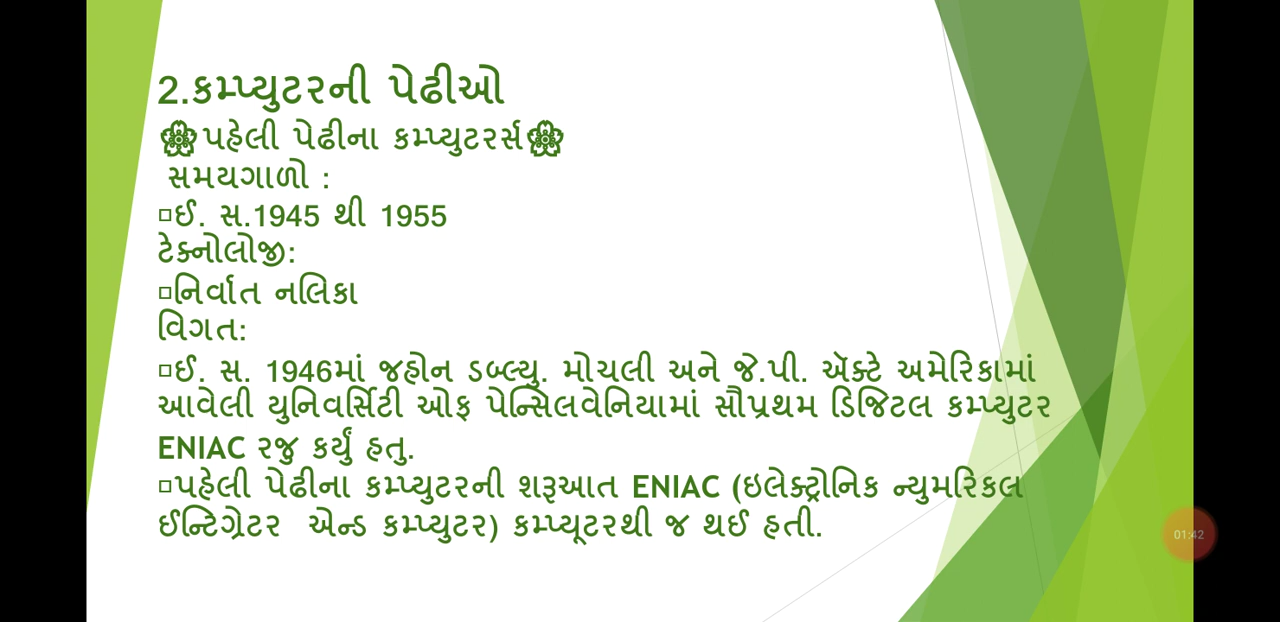 2.કમ્પ્યુટરની પેઢીઓ
🏵પહેલી પેઢીના કમ્પ્યુટરર્સ🏵
સમયગાળો :
▫ઈ. સ.1945 થી 1955
ટેક્નોલોજી:
▫નિર્વાત નલિકા
વિગત:
▫ઈ. સ. 1946માં જહોન ડબ્લ્યુ. મોચલી અને જે.પી. ઍક્ટે અમેરિકામાં
આવેલી યુનિવર્સિટી ઓફ પેન્સિલવેનિયામાં સૌપ્રથમ ડિજિટલ કમ્પ્યુટર
ENIAC રજુ કર્યું હતુ.
▫પહેલી પેઢીના કમ્પ્યુટરની શરૂઆત ENIAC (ઇલેક્ટ્રોનિક ન્યુમરિકલ
ઈન્ટિગ્રેટર એન્ડ કમ્પ્યુટર) કમ્પ્યૂટરથી જ થઈ હતી.
01:42